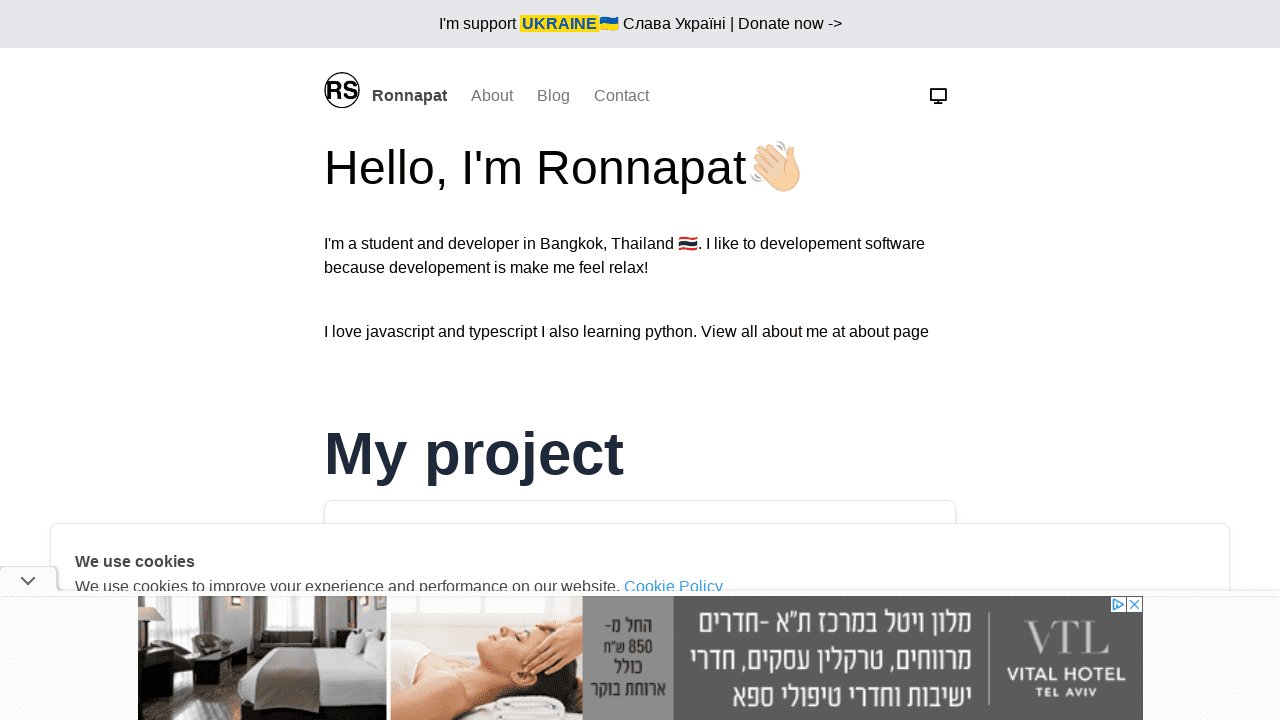 I'm support UKRAINE🇺🇦 Слава Україні | Donate now ->
RS Ronnapat About Blog Contact
Hello, I'm Ronnapat👋🏻
I'm a student and developer in Bangkok, Thailand 🇹🇭. I like to developement software
because developement is make me feel relax!
I love javascript and typescript I also learning python. View all about me at about page
My project
We use cookies
We use cookies to improve your experience and performance on our website. Cookie Policy
מלון ויטל במרכז ת"א -חדרים
מרווחים, טרקלין עסקים, חדרי
ישיבות וחדרי טיפולי ספא
החל מ-
850 ש"ח
כולל
ארוחת בוקר
VTL
VITAL HOTEL
TEL AVIV